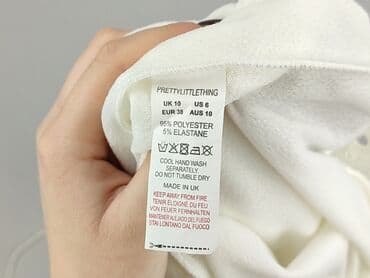 PRETTYLITTLETHING
UK 10 US 6
EUR 38 AUS 10
95% POLYESTER
5% ELASTANE
COOL HAND WASH
SEPARATELY
DO NOT TUMBLE DRY
MADE IN UK
KEEP AWAY FROM FIRE
TENIR ÉLOIGNÉ DU FEU
VON FEUER FERNHALTEN
MANTENER ALEJADO DEL FUEGO
STAI LONTANO DAL FUOCO